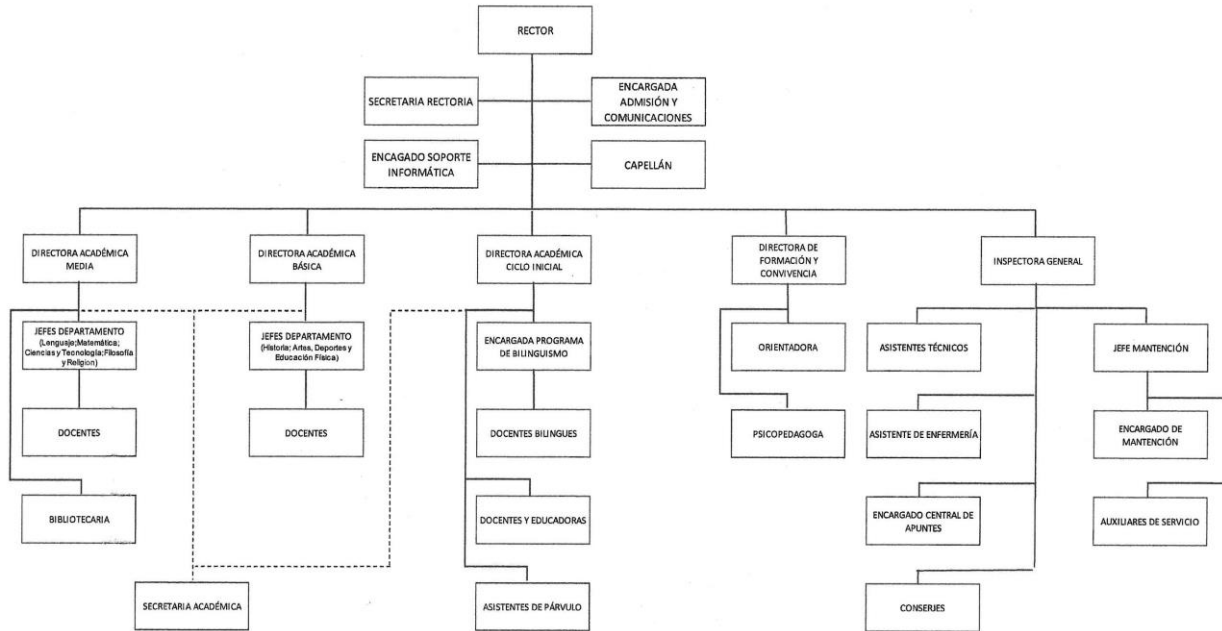 RECTOR
SECRETARIA RECTORIA
ENCARGADA
ADMISIÓN Y
COMUNICACIONES
ENCAGADO SOPORTE
INFORMÁTICA
CAPELLÁN
DIRECTORA ACADÉMICA
MEDIA
DIRECTORA ACADÉMICA
BÁSICA
DIRECTORA ACADÉMICA
CICLO INICIAL
DIRECTORA DE
FORMACIÓN Y
CONVIVENCIA
INSPECTORA GENERAL
JEFES DEPARTAMENTO
(Lenguaje;Matemática;
Ciencias y Tecnología;Filosofía
y Religion)
JEFES DEPARTAMENTO
(Historia; Artes, Deportes y
Educación Física)
ENCARGADA PROGRAMA
DE BILINGUISMO
ORIENTADORA
ASISTENTES TÉCNICOS
JEFE MANTENCIÓN
DOCENTES
DOCENTES
DOCENTES BILINGUES
PSICOPEDAGOGA
ASISTENTE DE ENFERMERÍA
ENCARGADO DE
MANTENCIÓN
BIBLIOTECARIA
DOCENTES Y EDUCADORAS
ENCARGADO CENTRAL DE
APUNTES
AUXILIARES DE SERVICIO
SECRETARIA ACADÉMICA
ASISTENTES DE PÁRVULO
CONSERJES